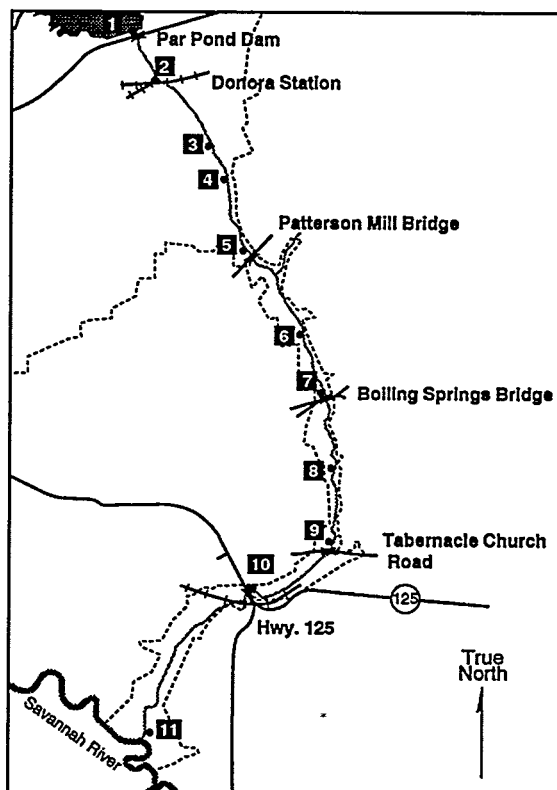 1
Par Pond Dam
2
Donora Station
3
4
Patterson Mill Bridge
5
6
7
Boiling Springs Bridge
8
9
Tabernacle Church
Road
10
125
Hwy. 125
True
North
Savannah River
11